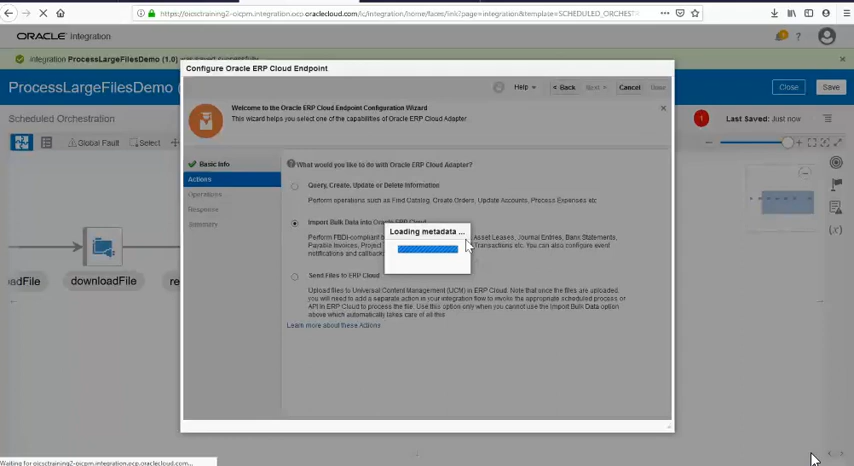 https://oicsctraining2-oicpm.integration.ocp.oraclecloud.com/ic/integration/home/faces/link?page=integration&template=SCHEDULED_ORCHEST
ORACLE Integration
integration ProcessLargeFilesDemo (1.0) was saved successfully.
Configure Oracle ERP Cloud Endpoint
ProcessLargeFilesDemo (
Close
Save
Help
< Back
Next >
Cancel
Done
Welcome to the Oracle ERP Cloud Endpoint Configuration Wizard
This wizard helps you select one of the capabilities of Oracle ERP Cloud Adapter
Scheduled Orchestration
1
Last Saved: Just now
Global Fault
Select
Basic Info
What would you like to do with Oracle ERP Cloud Adapter?
Actions
Query, Create, Update or Delete Information
Operations
Perform operations such as Find Catalog, Create Orders, Update Accounts, Process Expenses etc
Response
Summary
Import Bulk Data into Oracle ERP Cloud
Loading metadata ...
Perform FBDI-compliant Asset Leases, Journal Entries, Bank Statements,
Payable Invoices, Project Transactions etc. You can also configure event
notifications and callback
Send Files to ERP Cloud
Upload files to Universal Content Management (UCM) in ERP Cloud. Note that once the files are uploaded,
you will need to add a separate action in your integration flow to invoke the appropriate scheduled process or
API in ERP Cloud to process the file. Use this option only when you cannot use the Import Bulk Data option
above which automatically takes care of all this
Learn more about these Actions
adFile
downloadFile
re
Waiting for oicsctraining2-oicpm.integration.ocp.oraclecloud.com...